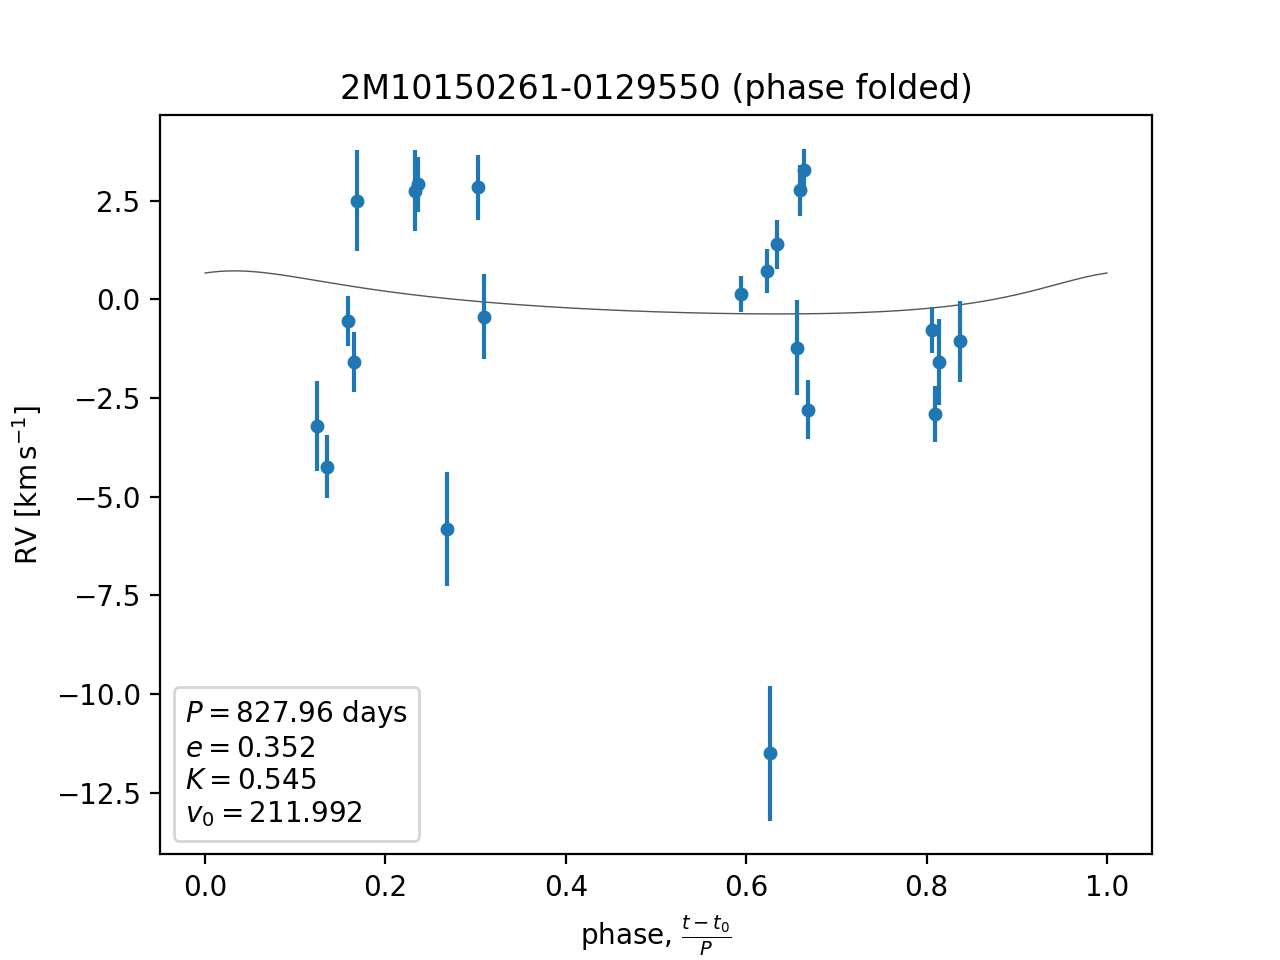 2M10150261-0129550 (phase folded)
RV [km s⁻¹]
2.5
0.0
−2.5
−5.0
−7.5
−10.0
−12.5
P = 827.96 days
e = 0.352
K = 0.545
v₀ = 211.992
0.0 0.2 0.4 0.6 0.8 1.0
phase, (t − t₀)/P